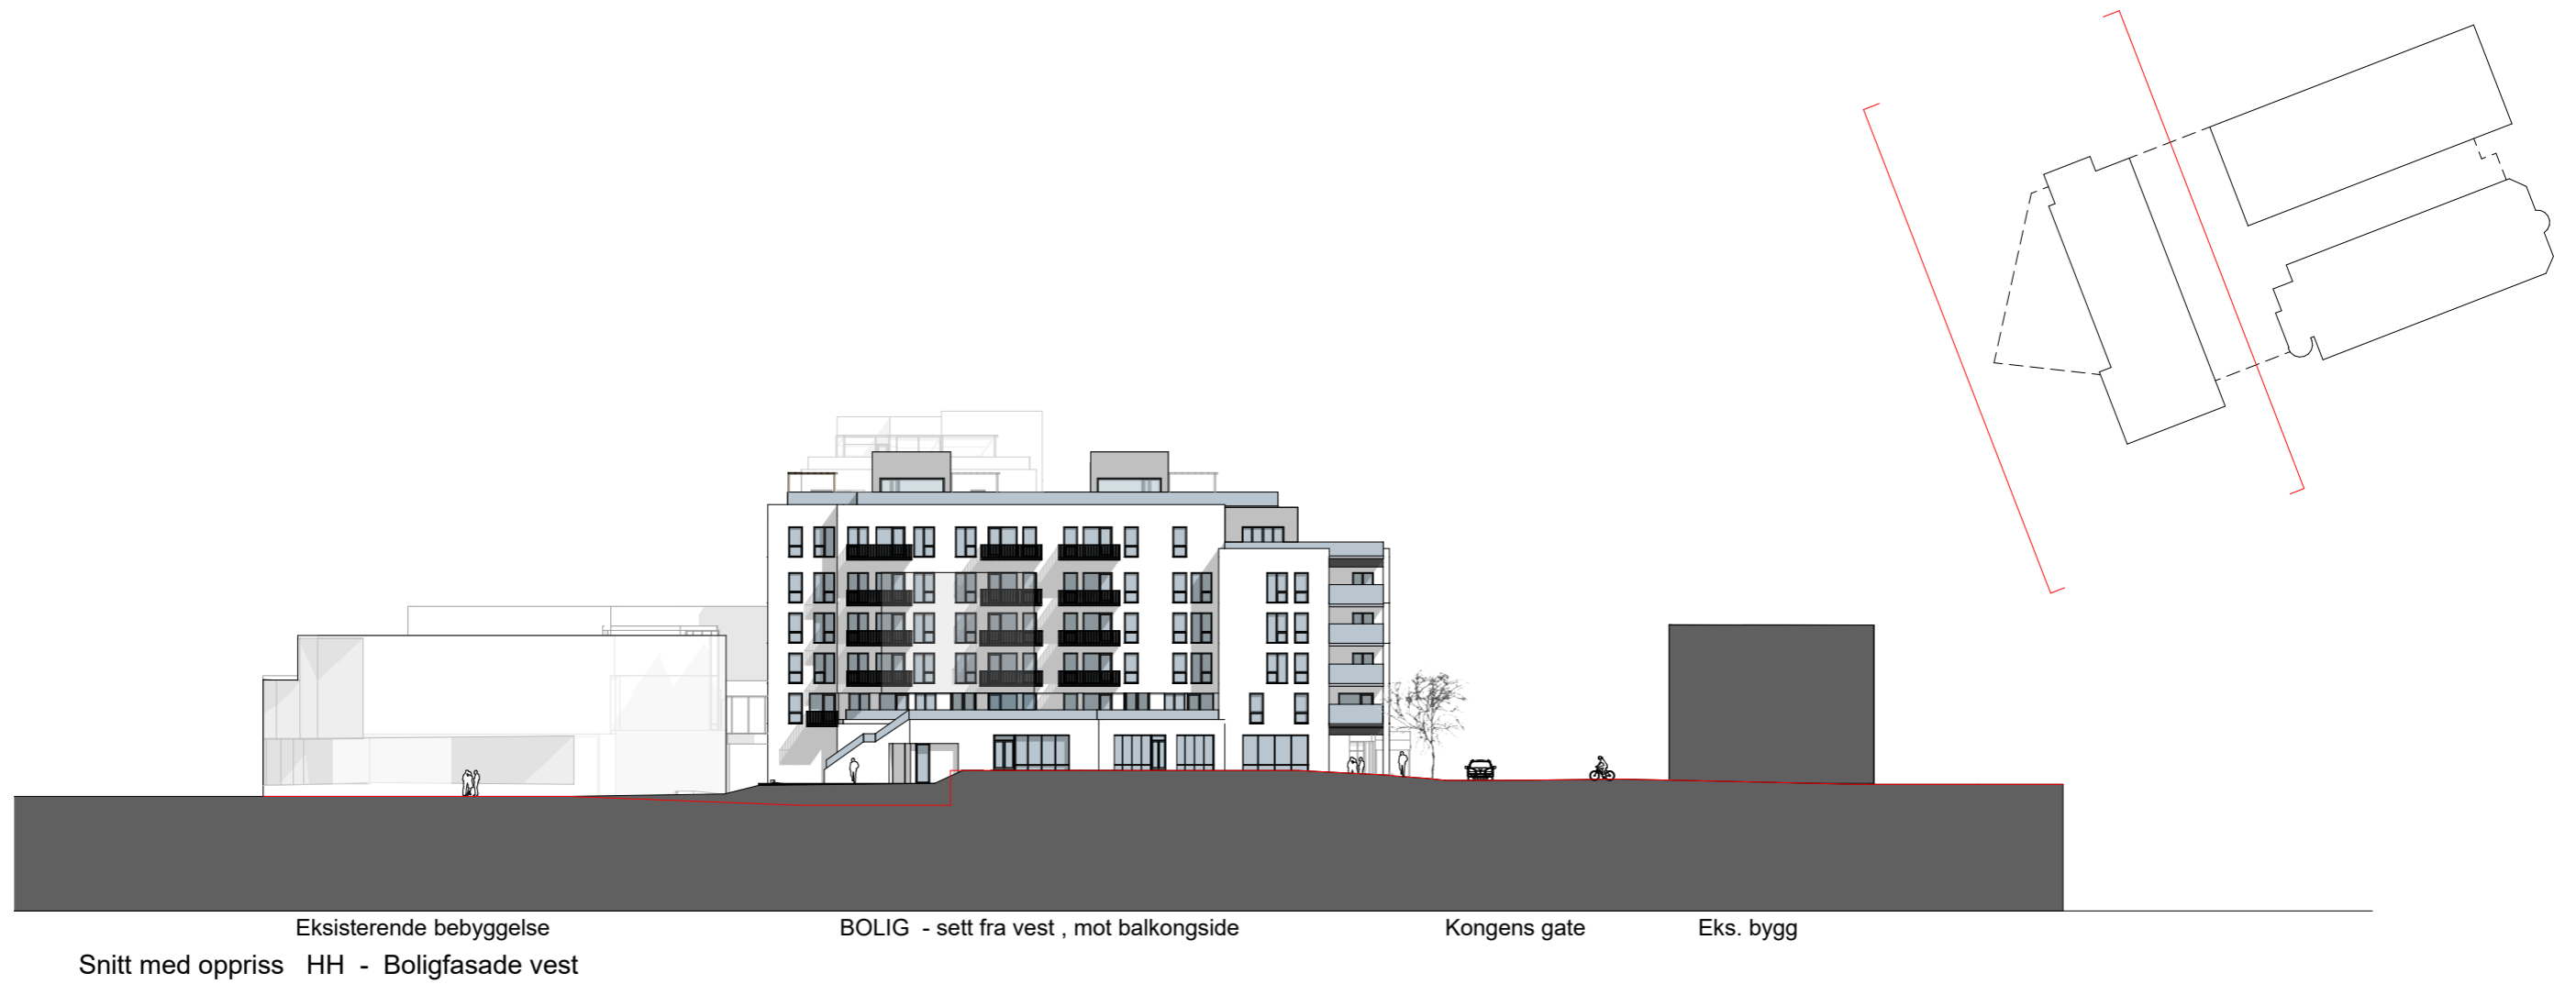 Eksisterende bebyggelse
BOLIG - sett fra vest , mot balkongside
Kongens gate
Eks. bygg
Snitt med oppriss HH - Boligfasade vest